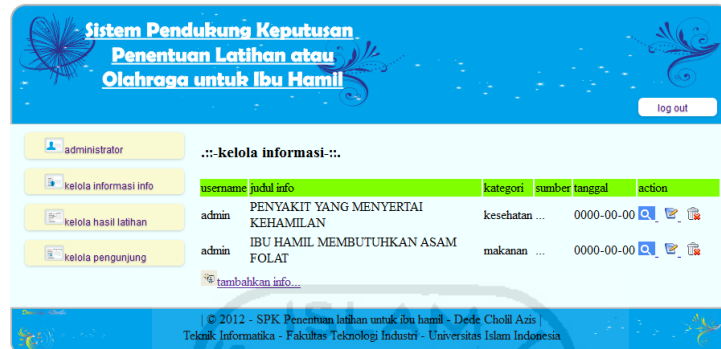 Sistem Pendukung Keputusan
Penentuan Latihan atau
Olahraga untuk Ibu Hamil
log out
administrator
kelola informasi info
kelola hasil latihan
kelola pengunjung
.::-kelola informasi-::.
username judul info kategori sumber tanggal action
admin PENYAKIT YANG MENYERTAI KEHAMILAN kesehatan ... 0000-00-00
admin IBU HAMIL MEMBUTUHKAN ASAM FOLAT makanan ... 0000-00-00
tambahkan info...
| © 2012 - SPK Penentuan latihan untuk ibu hamil - Dede Cholil Azis |
Teknik Informatika - Fakultas Teknologi Industri - Universitas Islam Indonesia
ISLAM